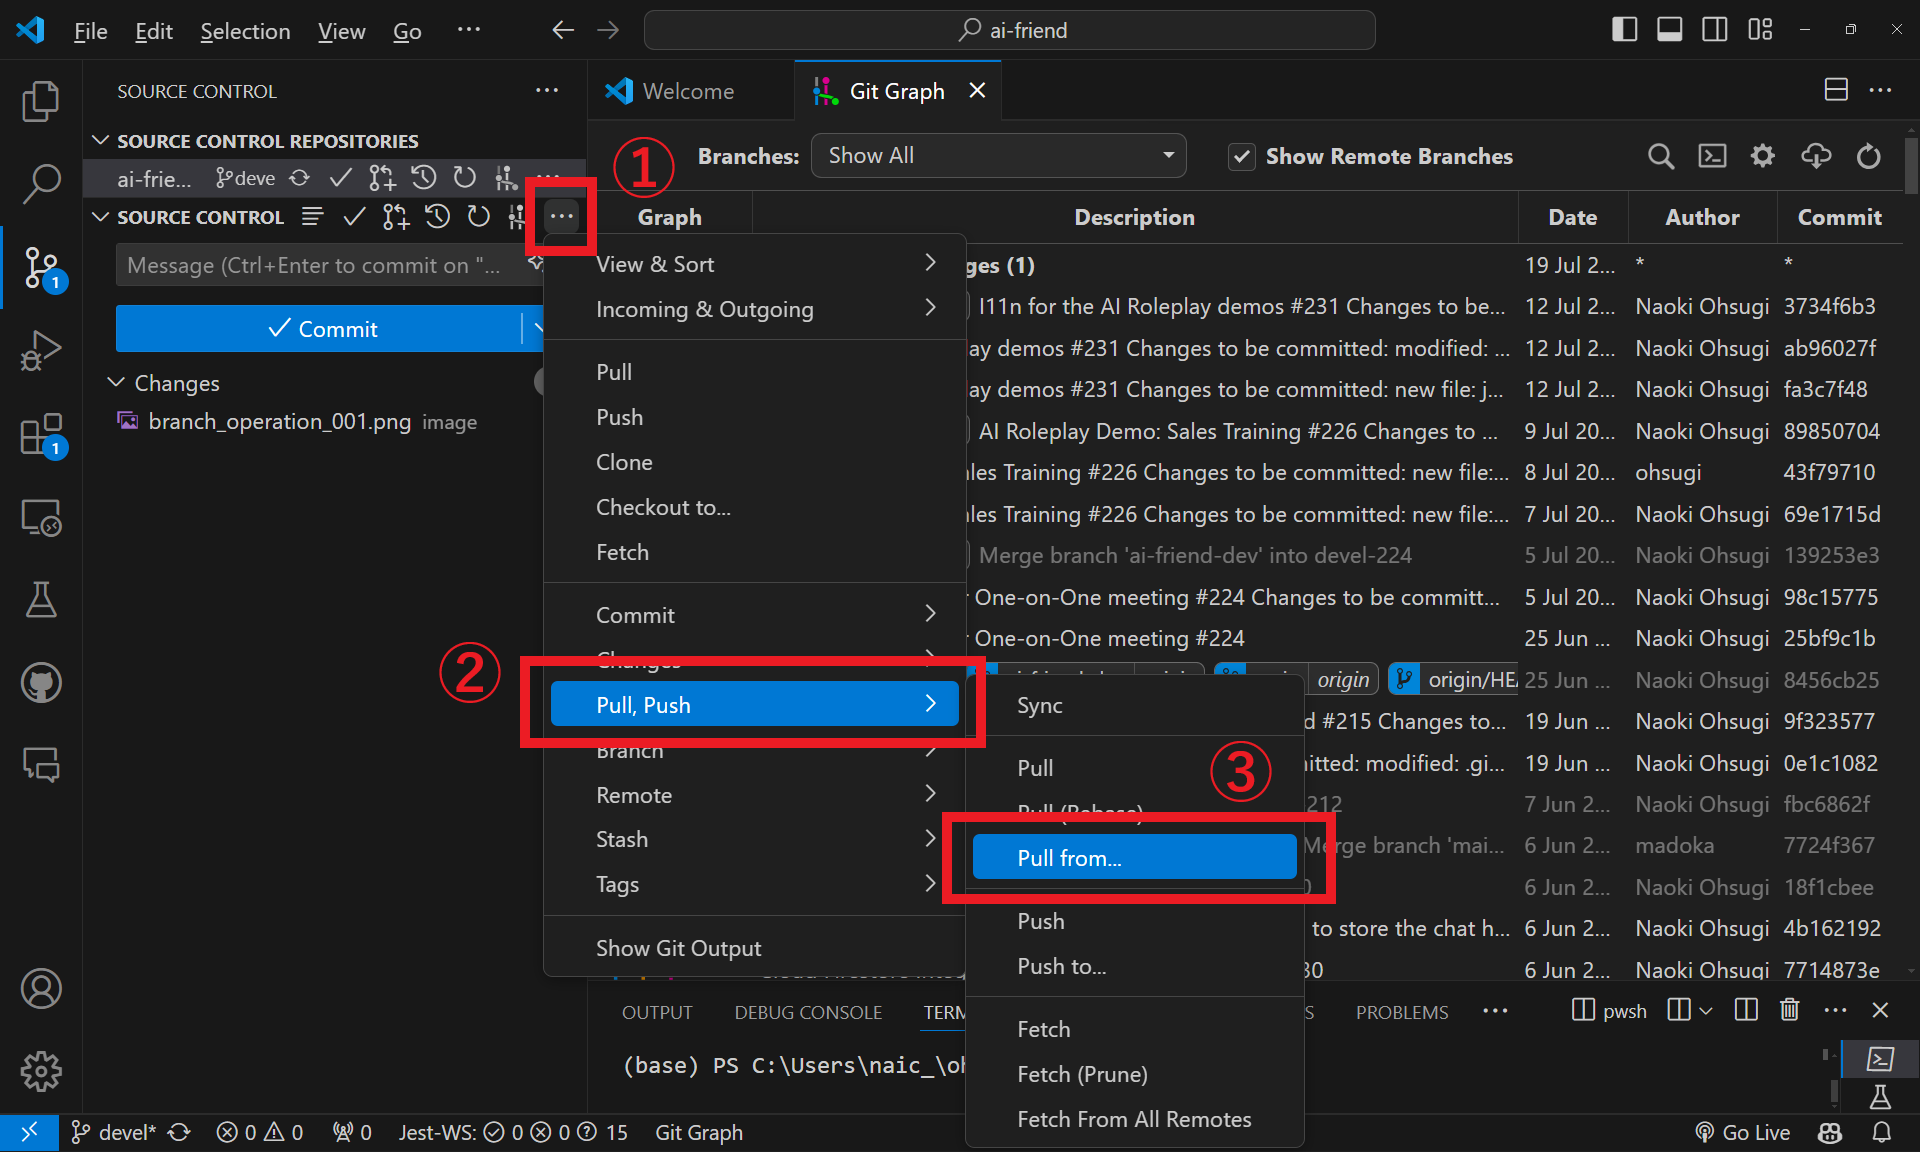 File Edit Selection View Go ··· ai-friend
SOURCE CONTROL ···
Welcome Git Graph ···
SOURCE CONTROL REPOSITORIES
①
Branches: Show All Show Remote Branches
ai-frie... deve
SOURCE CONTROL ···
Graph Description Date Author Commit
Message (Ctrl+Enter to commit on "...
Commit
Changes
branch_operation_001.png image
View & Sort
Incoming & Outgoing
Pull
Push
Clone
Checkout to...
Fetch
Commit
Changes
②
Pull, Push
Branch
Remote
Stash
Tags
Show Git Output
Sync
Pull
③
Pull (Rebase)
Pull from...
Push
Push to...
Fetch
Fetch (Prune)
Fetch From All Remotes
ges (1) 19 Jul 2... * *
l11n for the AI Roleplay demos #231 Changes to be... 12 Jul 2... Naoki Ohsugi 3734f6b3
ay demos #231 Changes to be committed: modified: ... 12 Jul 2... Naoki Ohsugi ab96027f
ay demos #231 Changes to be committed: new file: j... 12 Jul 2... Naoki Ohsugi fa3c7f48
AI Roleplay Demo: Sales Training #226 Changes to ... 9 Jul 20... Naoki Ohsugi 89850704
les Training #226 Changes to be committed: new file:... 8 Jul 20... ohsugi 43f79710
les Training #226 Changes to be committed: new file:... 7 Jul 20... Naoki Ohsugi 69e1715d
Merge branch 'ai-friend-dev' into devel-224 5 Jul 20... Naoki Ohsugi 139253e3
One-on-One meeting #224 Changes to be committ... 5 Jul 20... Naoki Ohsugi 98c15775
One-on-One meeting #224 25 Jun ... Naoki Ohsugi 25bf9c1b
origin origin/HEA 25 Jun ... Naoki Ohsugi 8456cb25
d #215 Changes to... 19 Jun ... Naoki Ohsugi 9f323577
itted: modified: .gi... 19 Jun ... Naoki Ohsugi 0e1c1082
212 7 Jun 2... Naoki Ohsugi fbc6862f
Merge branch 'mai... 6 Jun 2... madoka 7724f367
0 6 Jun 2... Naoki Ohsugi 18f1cbee
to store the chat h... 6 Jun 2... Naoki Ohsugi 4b162192
30 6 Jun 2... Naoki Ohsugi 7714873e
OUTPUT DEBUG CONSOLE TERM S PROBLEMS ··· pwsh ···
(base) PS C:\Users\naic_\oh
1
1
devel* 0 0 0 Jest-WS: 0 0 15 Git Graph Go Live